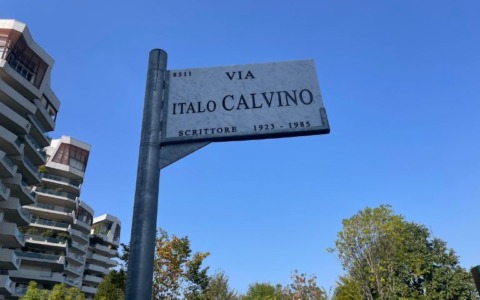 8511 VIA
ITALO CALVINO
SCRITTORE 1923 - 1985